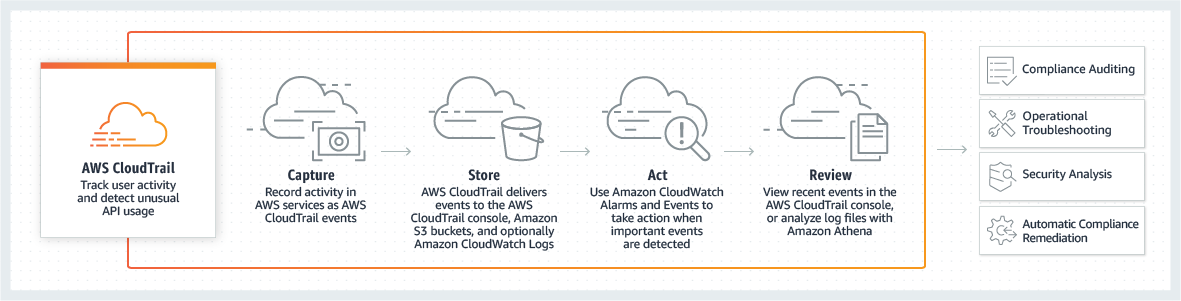 AWS CloudTrail
Track user activity
and detect unusual
API usage
Capture
Record activity in
AWS services as AWS
CloudTrail events
Store
AWS CloudTrail delivers
events to the AWS
CloudTrail console, Amazon
S3 buckets, and optionally
Amazon CloudWatch Logs
Act
Use Amazon CloudWatch
Alarms and Events to
take action when
important events
are detected
Review
View recent events in the
AWS CloudTrail console,
or analyze log files with
Amazon Athena
Compliance Auditing
Operational
Troubleshooting
Security Analysis
Automatic Compliance
Remediation